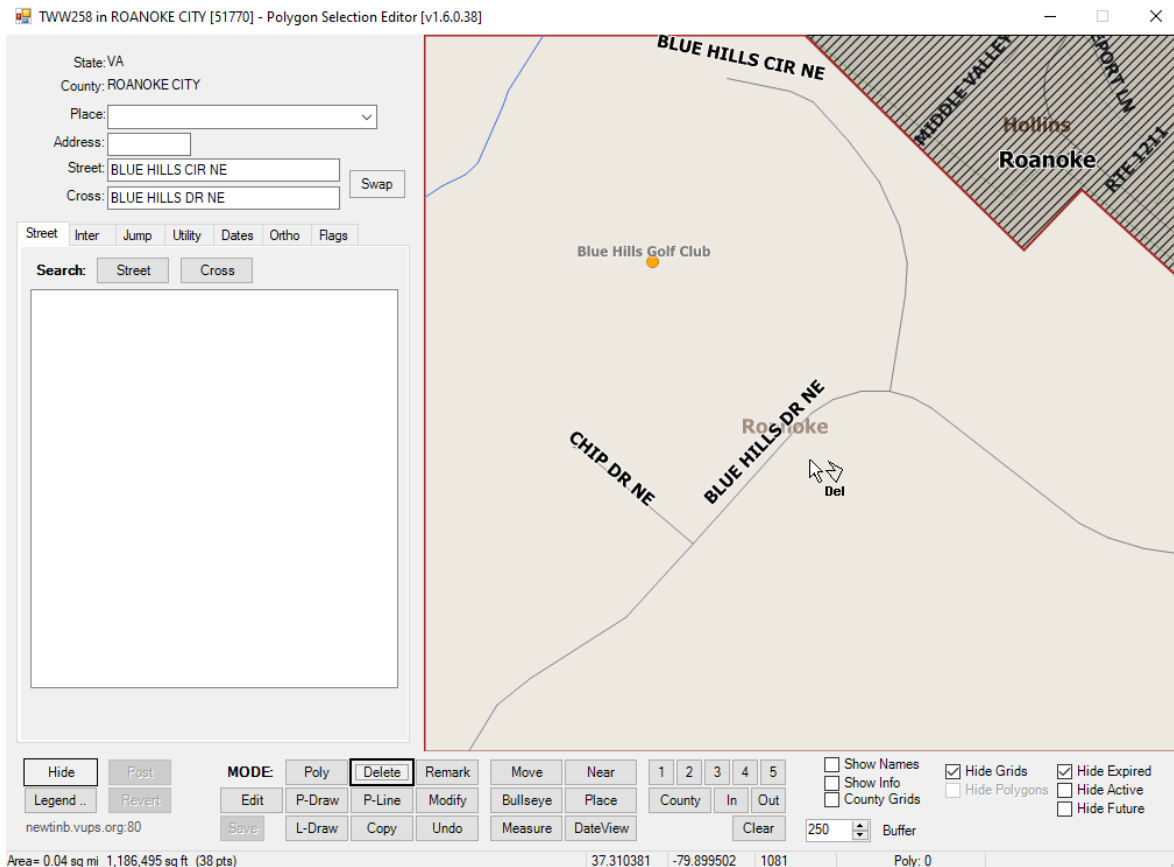 TWW258 in ROANOKE CITY [51770] - Polygon Selection Editor [v1.6.0.38]
State: VA
County: ROANOKE CITY
Place:
Address:
Street: BLUE HILLS CIR NE
Cross: BLUE HILLS DR NE
Swap
Street Inter Jump Utility Dates Ortho Flags
Search: Street Cross
BLUE HILLS CIR NE
MIDDLE VALLEY
EPORT LN
Hollins
Roanoke
RTE 1211
Blue Hills Golf Club
Roanoke
BLUE HILLS DR NE
CHIP DR NE
Del
Hide Post MODE: Poly Delete Remark Move Near 1 2 3 4 5 Show Names Hide Grids Hide Expired
Show Info Hide Polygons Hide Active
Legend .. Revert Edit P-Draw P-Line Modify Bullseye Place County In Out County Grids Hide Future
newtinb.vups.org:80 Save L-Draw Copy Undo Measure DateView Clear 250 Buffer
Area= 0.04 sq mi 1,186,495 sq ft (38 pts) 37.310381 -79.899502 1081 Poly: 0